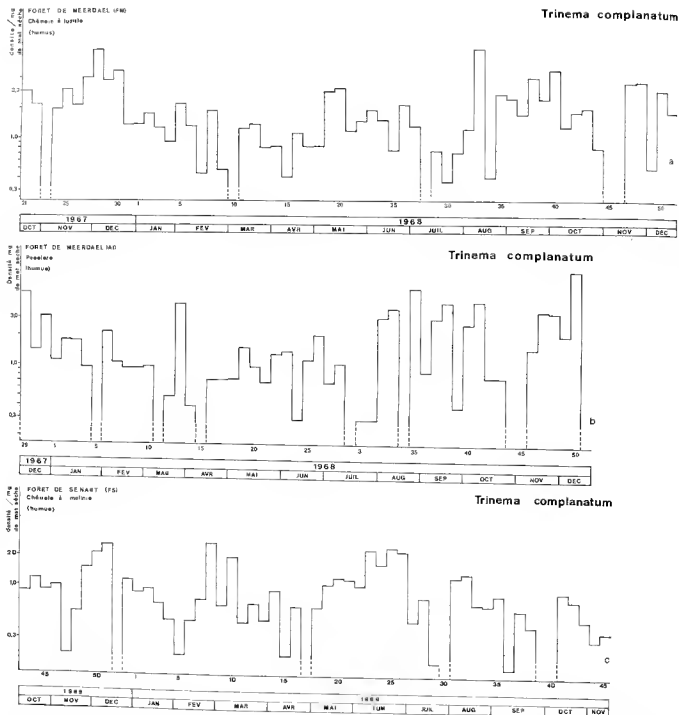 FORET DE MEERDAEL (FM)
Chênaie à luzule
(humus)
Trinema complanatum
Densité / mg
de mat sèche
2,0
1,0
0,3
21 25 30 1 5 10 15 20 25 30 35 40 45 50
a
1967 1968
OCT NOV DEC JAN FEV MAR AVR MAI JUN JUIL AUG SEP OCT NOV DEC
FORET DE MEERDAEL
(humus)
Trinema complanatum
Densité / mg
de mat sèche
1,0
0,3
1 5 10 15 20 25 35 40 45 50
b
1967 1968
DEC JAN FEV MAR AVR MAI JUN JUIL AUG SEP OCT NOV DEC
FORET DE SENART (FS)
Chênaie à molinie
(humus)
Trinema complanatum
densité / mg
de mat sèche
2,0
1,0
0,3
45 50 1 5 10 15 20 25 30 35 40 45
c
OCT NOV DEC JAN FEV MAR AVR MAI JUN JUIL AUG SEP OCT NOV